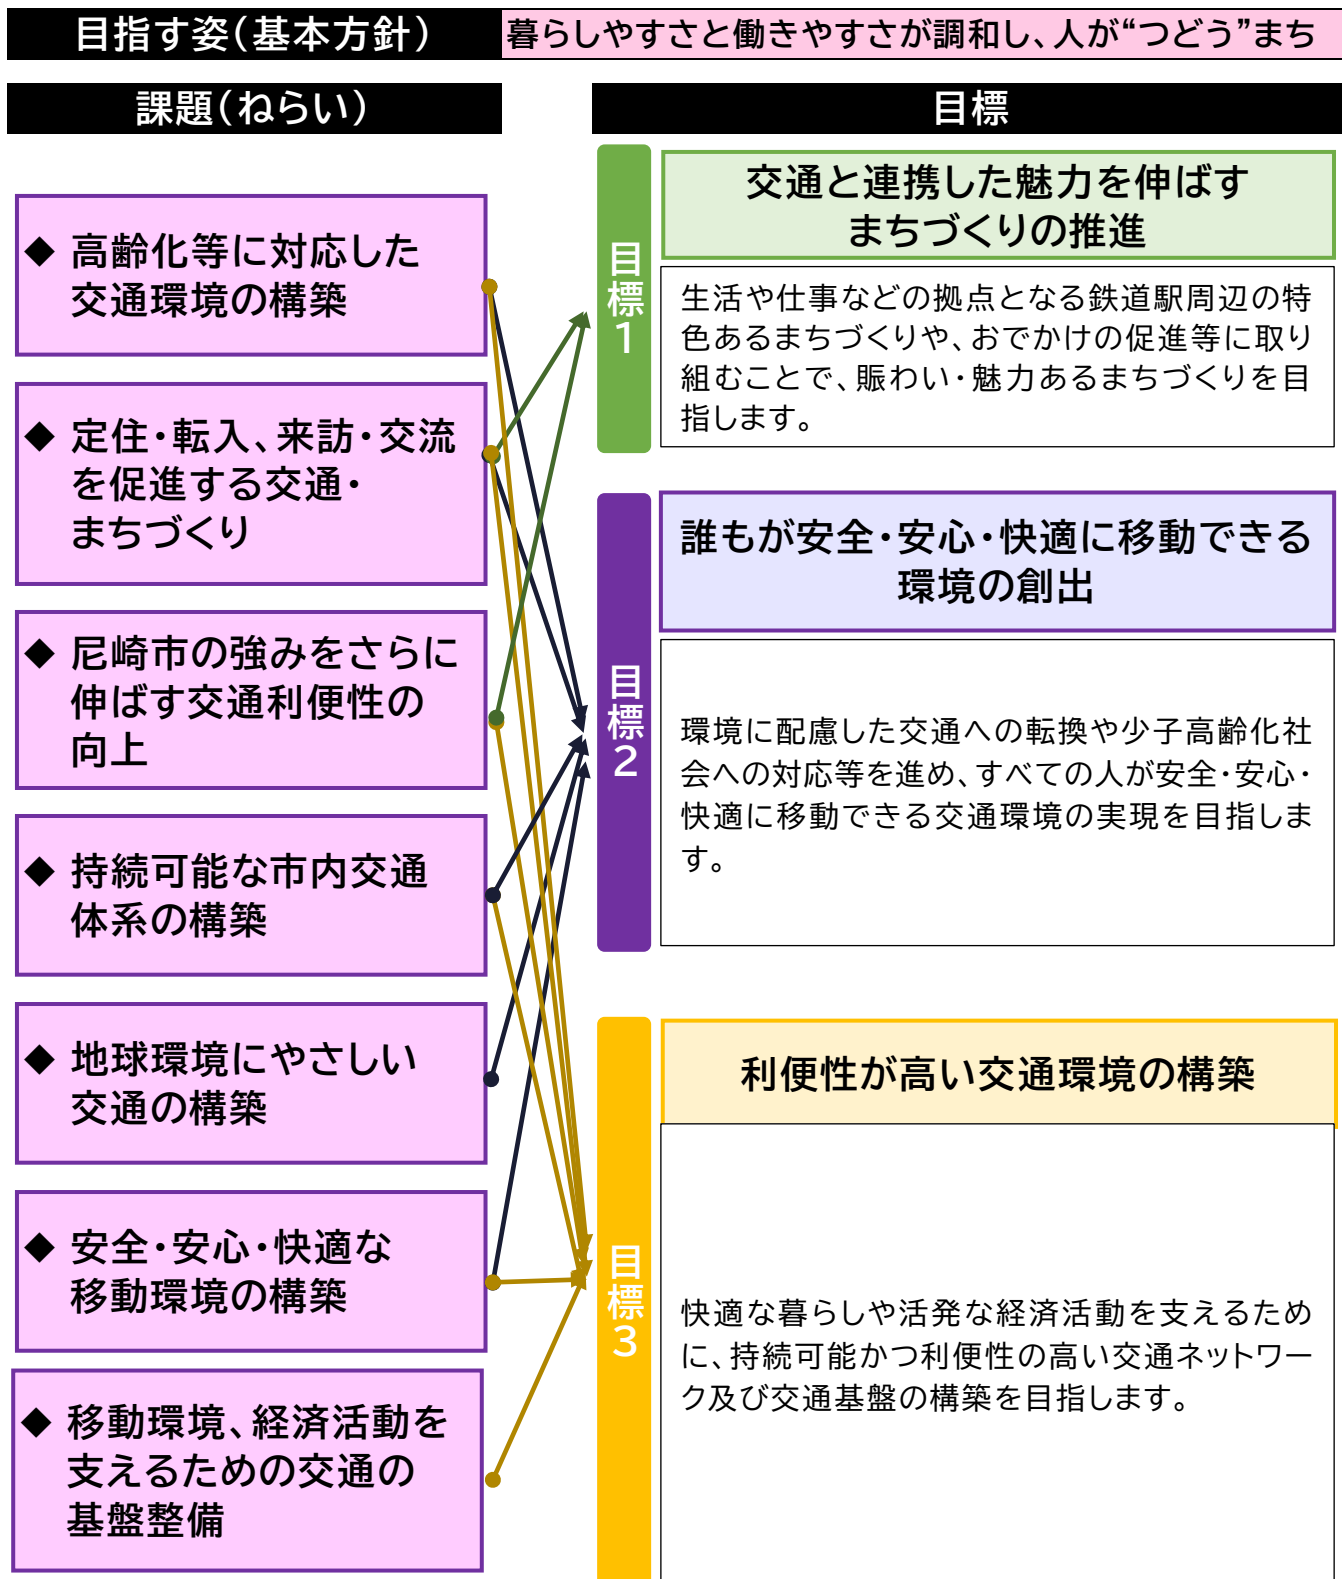 目指す姿（基本方針）
暮らしやすさと働きやすさが調和し、人が“つどう”まち
課題（ねらい）
◆ 高齢化等に対応した
交通環境の構築
◆ 定住・転入、来訪・交流
を促進する交通・
まちづくり
◆ 尼崎市の強みをさらに
伸ばす交通利便性の
向上
◆ 持続可能な市内交通
体系の構築
◆ 地球環境にやさしい
交通の構築
◆ 安全・安心・快適な
移動環境の構築
◆ 移動環境、経済活動を
支えるための交通の
基盤整備
目標
目標１
交通と連携した魅力を伸ばす
まちづくりの推進
生活や仕事などの拠点となる鉄道駅周辺の特
色あるまちづくりや、おでかけの促進等に取り
組むことで、賑わい・魅力あるまちづくりを目
指します。
目標２
誰もが安全・安心・快適に移動できる
環境の創出
環境に配慮した交通への転換や少子高齢化社
会への対応等を進め、すべての人が安全・安心・
快適に移動できる交通環境の実現を目指しま
す。
目標３
利便性が高い交通環境の構築
快適な暮らしや活発な経済活動を支えるため
に、持続可能かつ利便性の高い交通ネットワー
ク及び交通基盤の構築を目指します。